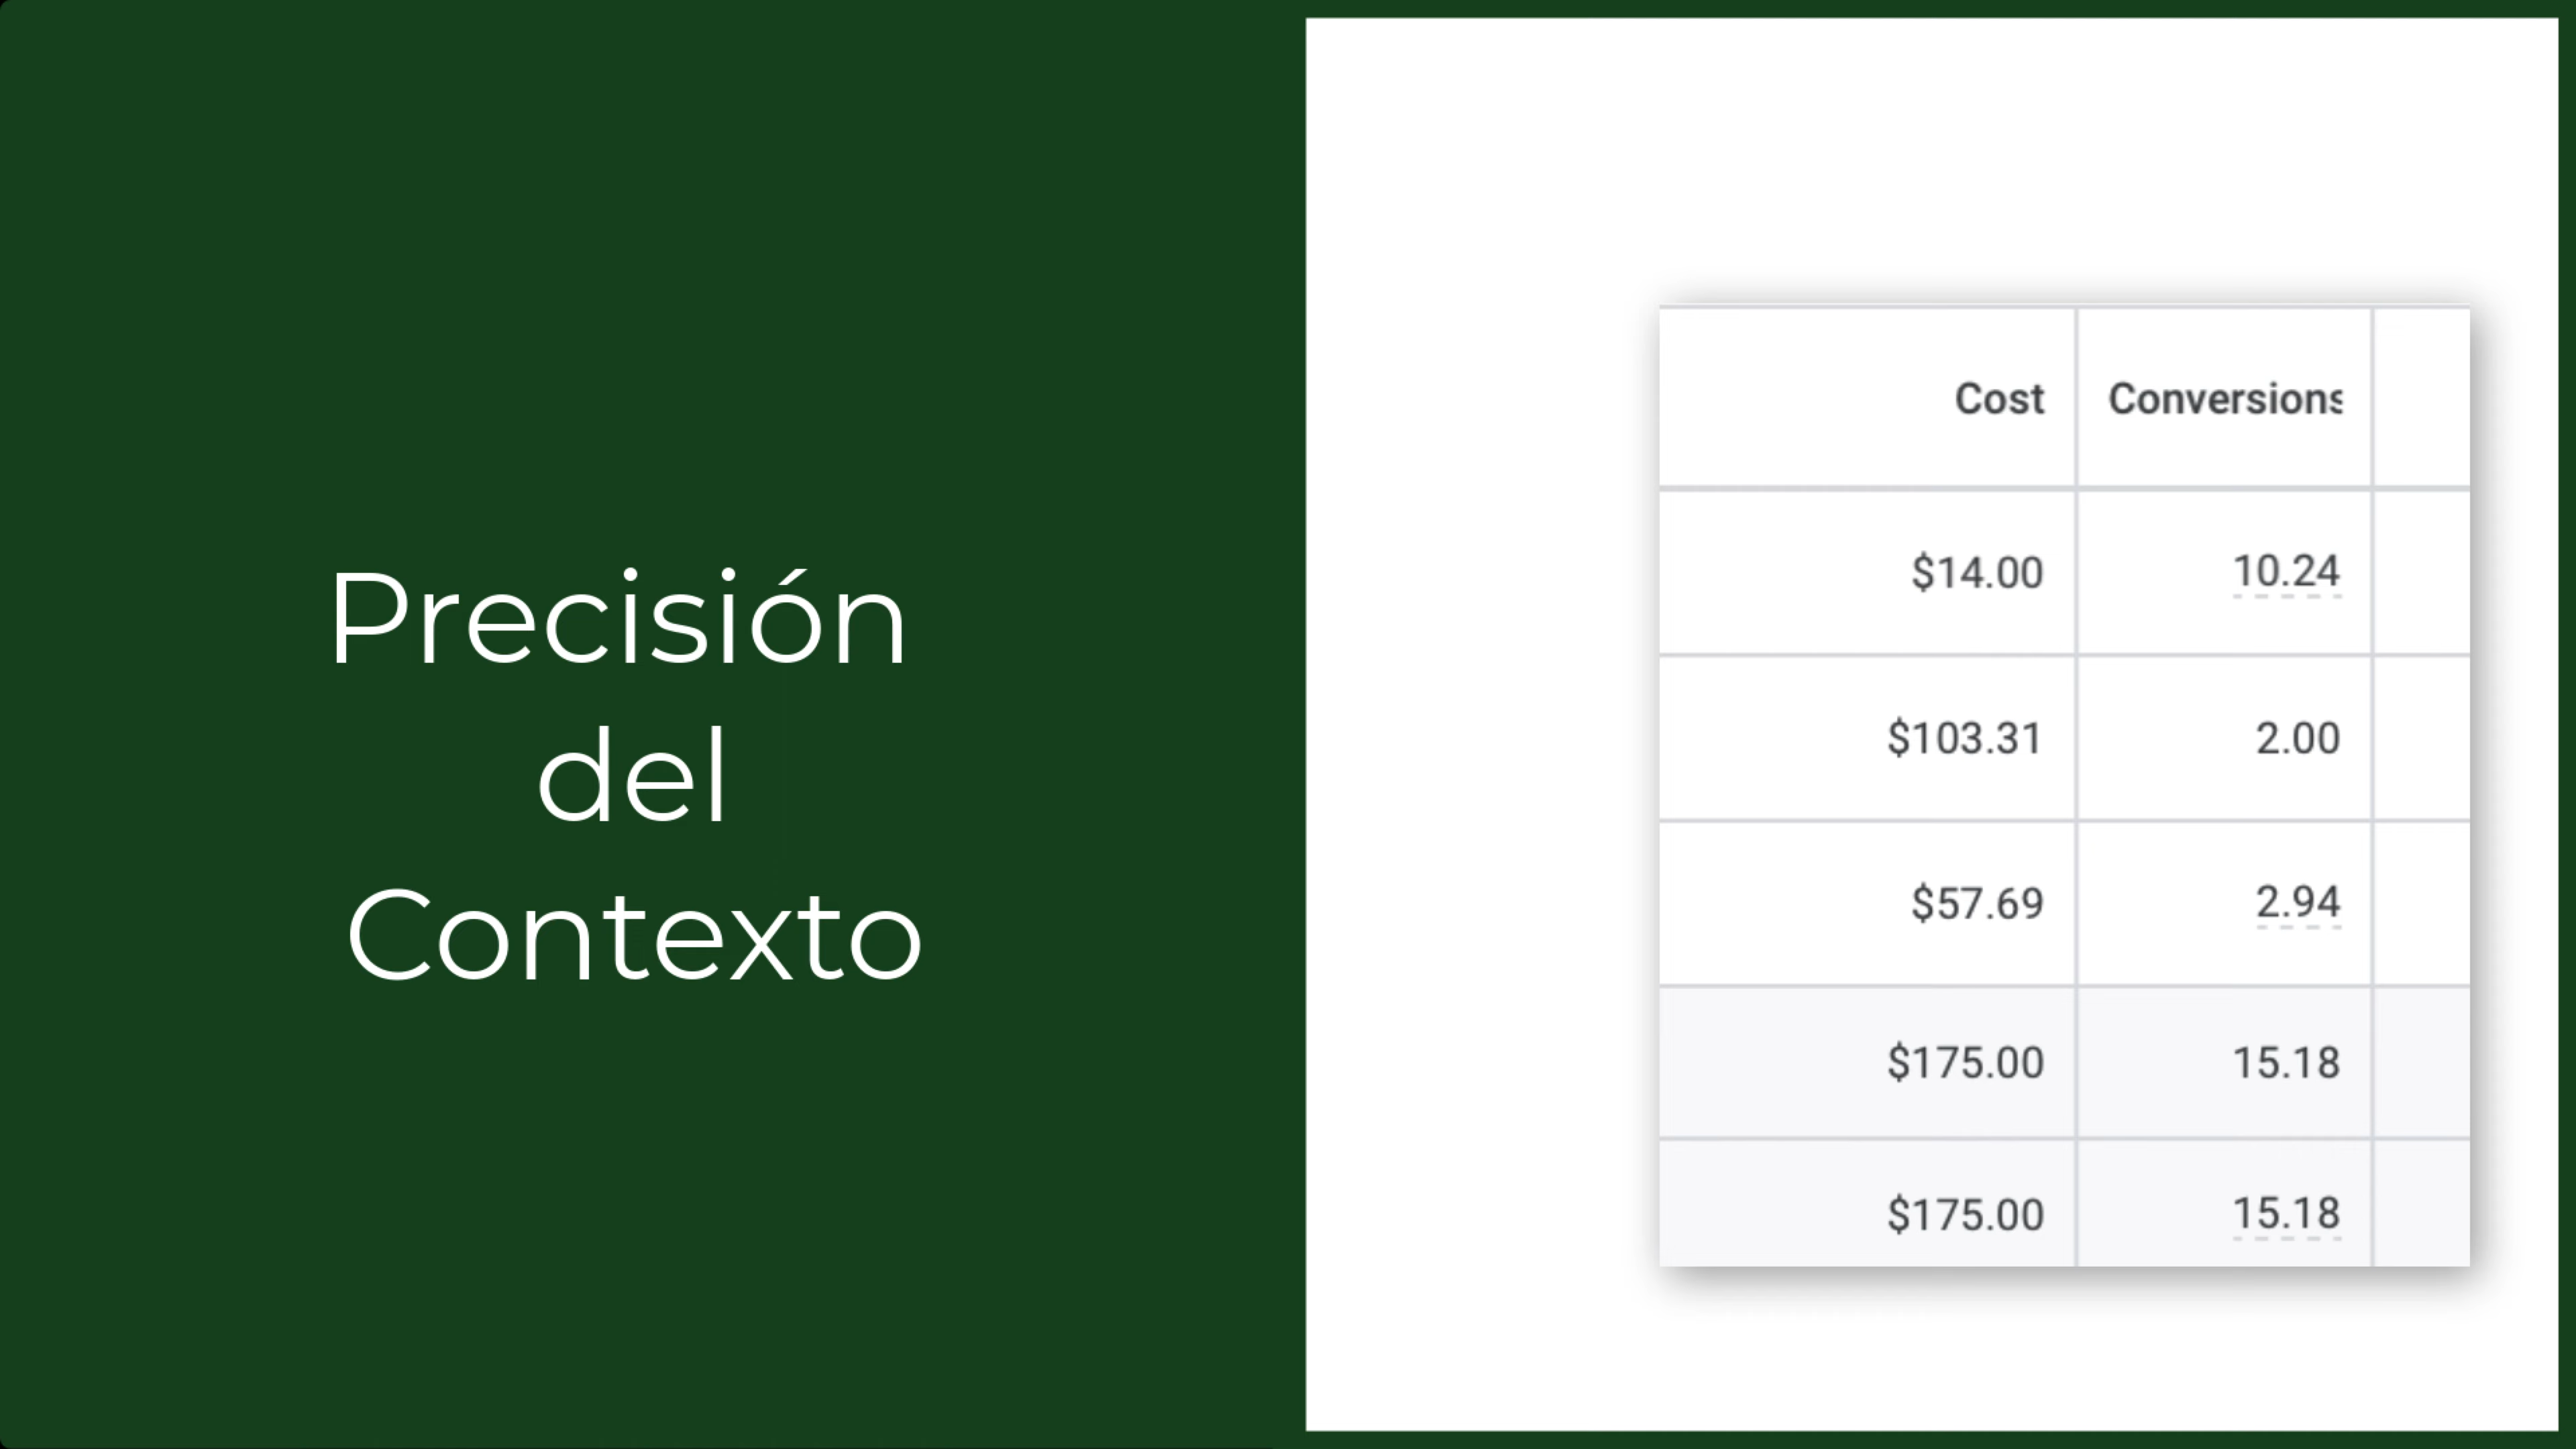 Precisión
del
Contexto
Cost Conversions
$14.00 10.24
$103.31 2.00
$57.69 2.94
$175.00 15.18
$175.00 15.18